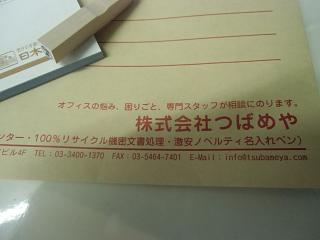 日本
オフィスの悩み、困りごと、専門スタッフが相談にのります。
株式会社つばめや
ンター・100%リサイクル機密文書処理・激安ノベルティ名入れペン)
ビル4F TEL:03-3400-1370 FAX:03-5464-7401 E-Mail:info@tsubameya.com